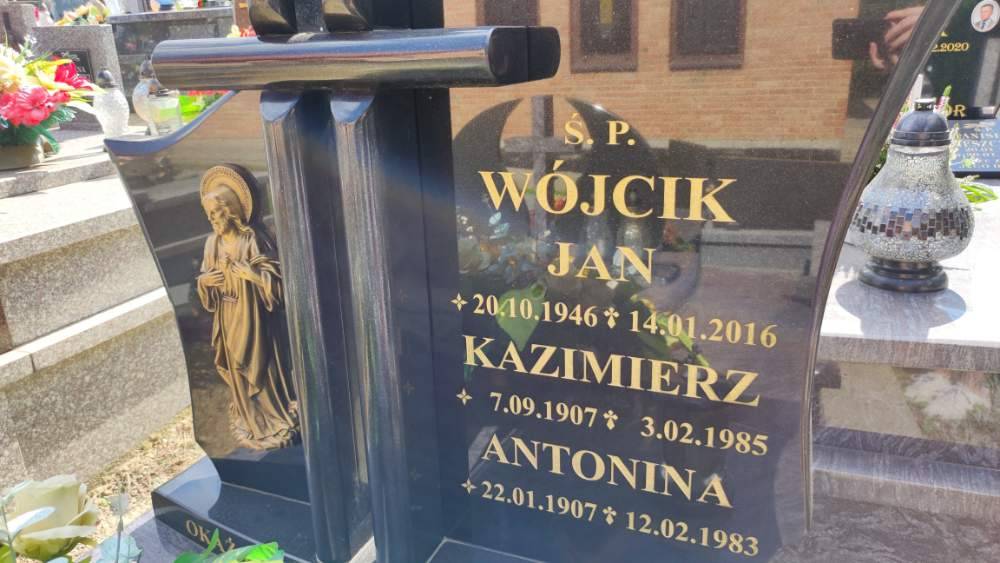 Ś. P.
WÓJCIK
JAN
20.10.1946 14.01.2016
KAZIMIERZ
7.09.1907 3.02.1985
ANTONINA
22.01.1907 12.02.1983